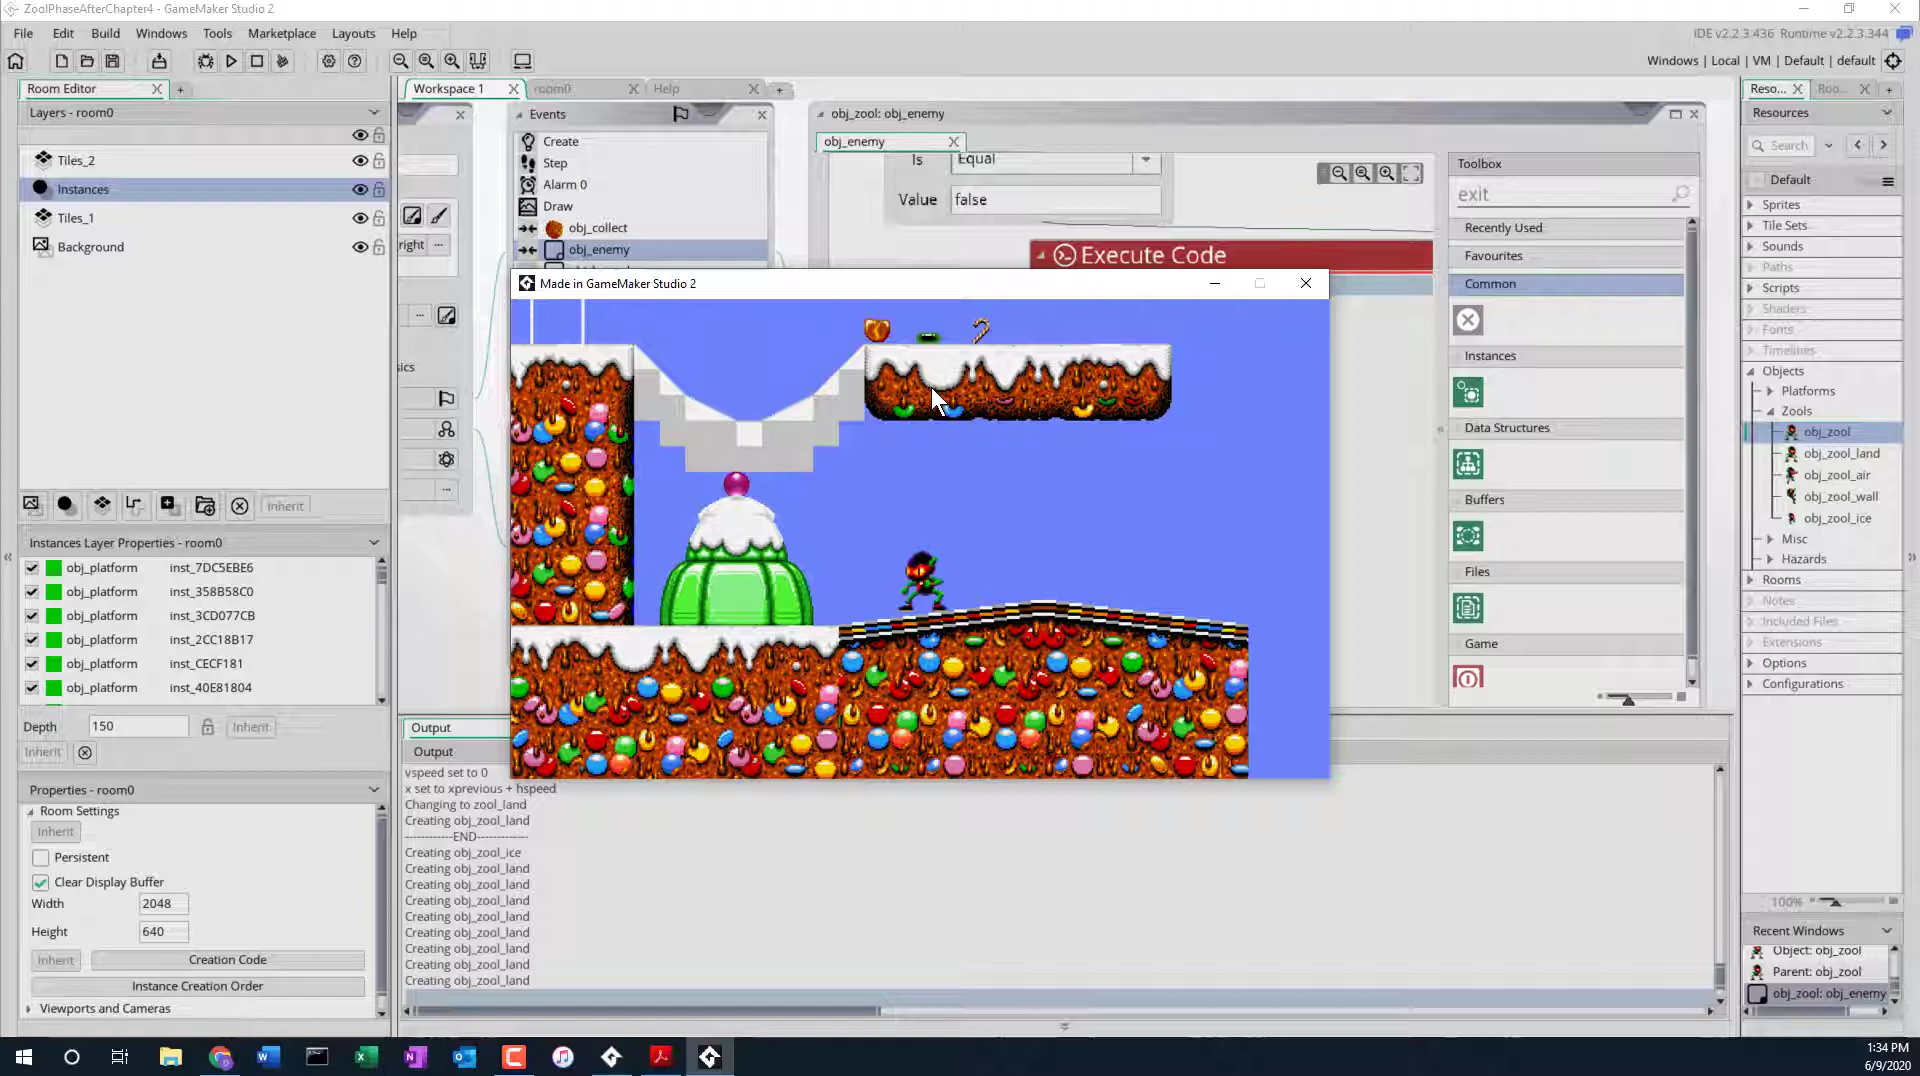 ZoolPhaseAfterChapter4 - GameMaker Studio 2
File Edit Build Windows Tools Marketplace Layouts Help
IDE v2.2.3.436 Runtime v2.2.3.344
Windows | Local | VM | Default | default
Room Editor
Workspace 1
room0
Help
Reso...
Roo...
Layers - room0
Events
obj_zool: obj_enemy
Resources
Create
obj_enemy
Tiles_2
Step
Is
Equal
Toolbox
Search
Instances
Alarm 0
Value
false
exit
Default
Tiles_1
Draw
Sprites
obj_collect
Recently Used
Tile Sets
Background
right
obj_enemy
Execute Code
Favourites
Sounds
Made in GameMaker Studio 2
Common
Paths
Scripts
Shaders
Fonts
Instances
Timelines
sics
Objects
Platforms
Data Structures
Zools
obj_zool
obj_zool_land
obj_zool_air
Buffers
obj_zool_wall
Inherit
obj_zool_ice
Instances Layer Properties - room0
Misc
obj_platform inst_7DC5EBE6
Files
Hazards
obj_platform inst_358B58C0
Rooms
obj_platform inst_3CD077CB
Notes
obj_platform inst_2CC18B17
Game
Included Files
obj_platform inst_CECF181
Extensions
obj_platform inst_40E81804
Options
Configurations
Depth 150 Inherit
Output
Inherit
Output
vspeed set to 0
x set to xprevious + hspeed
Changing to zool_land
Creating obj_zool_land
------------END------------
Creating obj_zool_ice
Creating obj_zool_land
Creating obj_zool_land
Creating obj_zool_land
Creating obj_zool_land
Creating obj_zool_land
Creating obj_zool_land
Creating obj_zool_land
Creating obj_zool_land
Properties - room0
Room Settings
Inherit
Persistent
Clear Display Buffer
Width 2048
Height 640
Inherit
Creation Code
Instance Creation Order
Viewports and Cameras
100%
Recent Windows
Object: obj_zool
Parent: obj_zool
obj_zool: obj_enemy
1:34 PM
6/9/2020